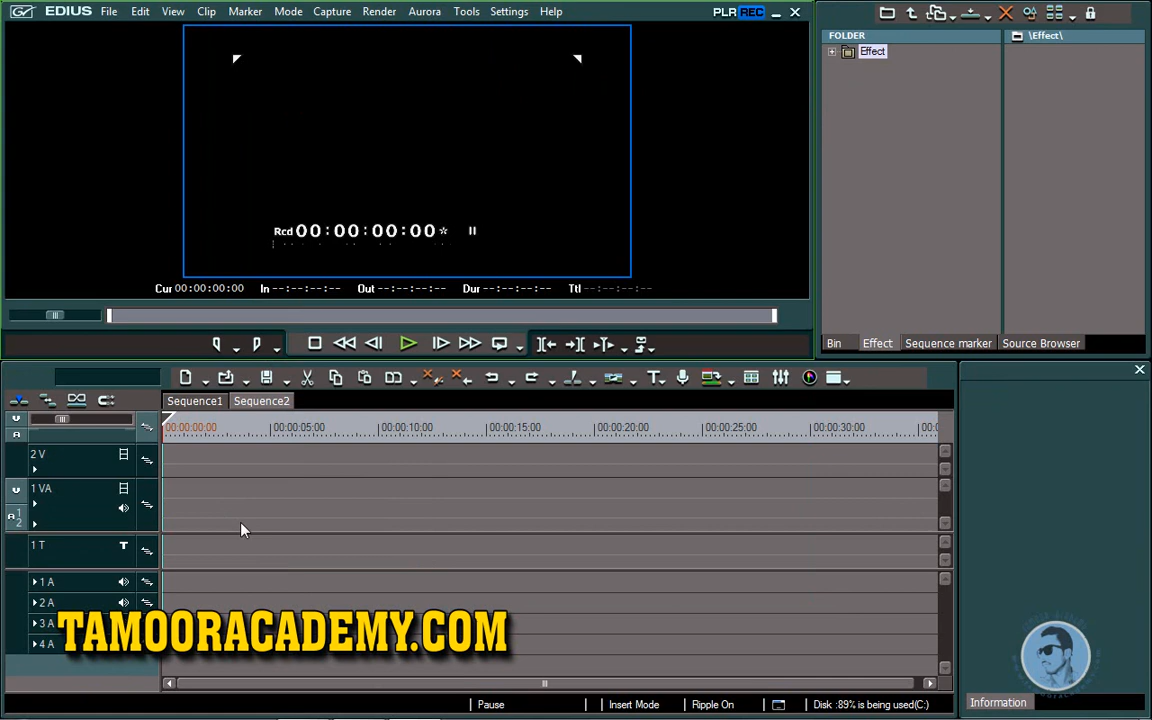 EDIUS File Edit View Clip Marker Mode Capture Render Aurora Tools Settings Help PLR REC
FOLDER
Effect
\Effect\
Rcd 00:00:00:00 *
Cur 00:00:00:00 In --:--:--:-- Out --:--:--:-- Dur --:--:--:-- Ttl --:--:--:--
Bin Effect Sequence marker Source Browser
Sequence1 Sequence2
00:00:00:00 00:00:05:00 00:00:10:00 00:00:15:00 00:00:20:00 00:00:25:00 00:00:30:00
A
2 V
1 VA
A 1 2
1 T T
1 A
2 A
3 A
4 A
TAMOORACADEMY.COM
Information
Pause Insert Mode Ripple On Disk :89% is being used(C:)